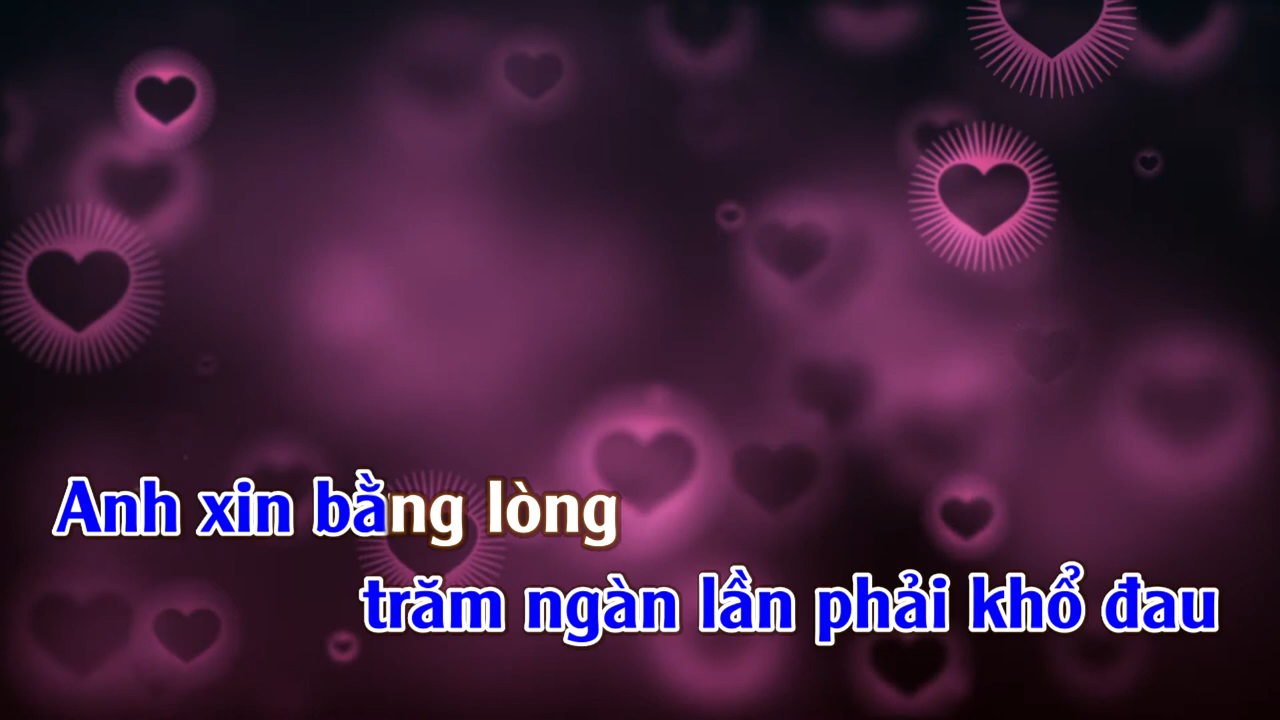 Anh xin bằng lòng
trăm ngàn lần phải khổ đau